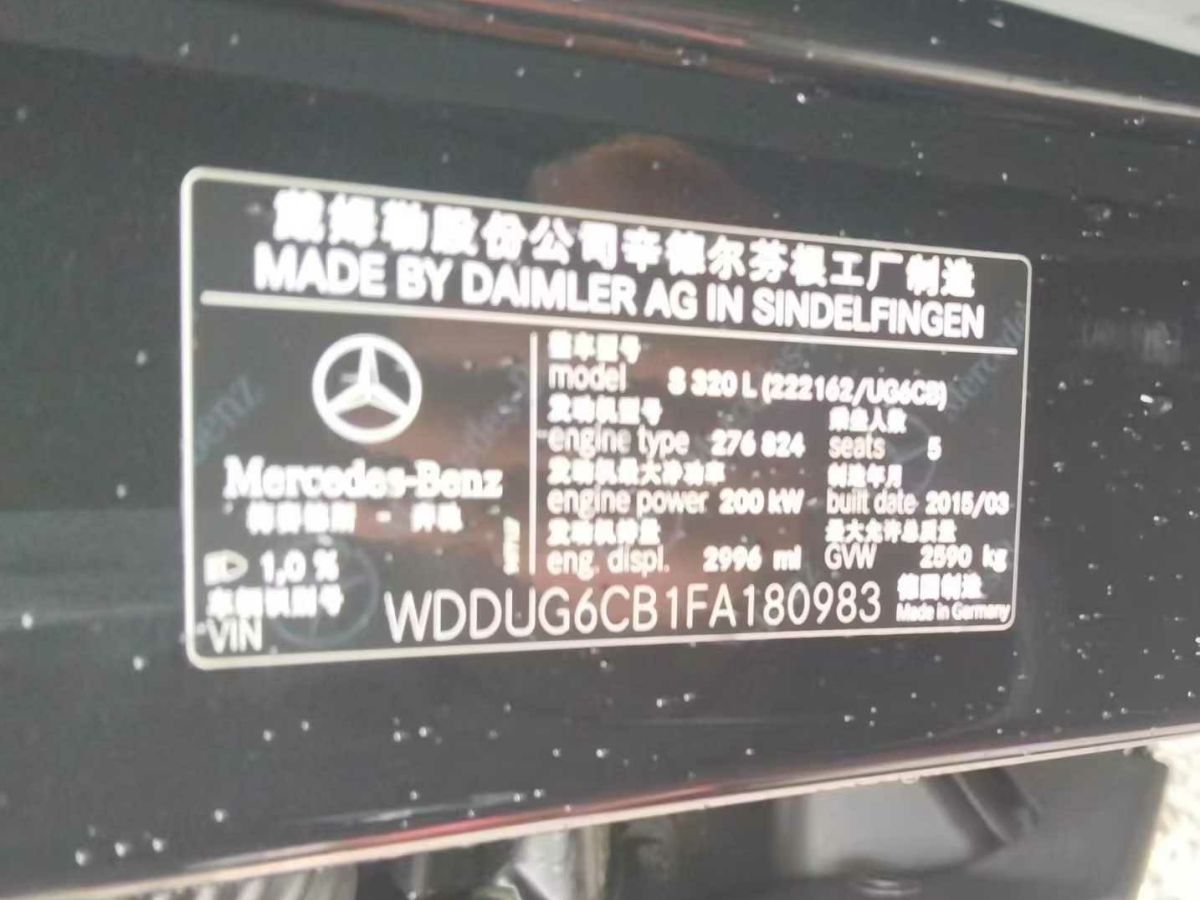 戴姆勒股份公司辛德尔芬根工厂制造
MADE BY DAIMLER AG IN SINDELFINGEN
整车型号
model S 320 L (222162/UG6CB)
发动机型号 乘坐人数
engine type 276 824 seats 5
发动机最大净功率 制造年月
engine power 200 kW built date 2015/03
发动机排量 最大允许总质量
eng. displ. 2996 ml GVW 2590 kg
Mercedes-Benz
梅赛德斯 - 奔驰
1,0 %
车辆识别号 德国制造
VIN WDDUG6CB1FA180983 Made in Germany